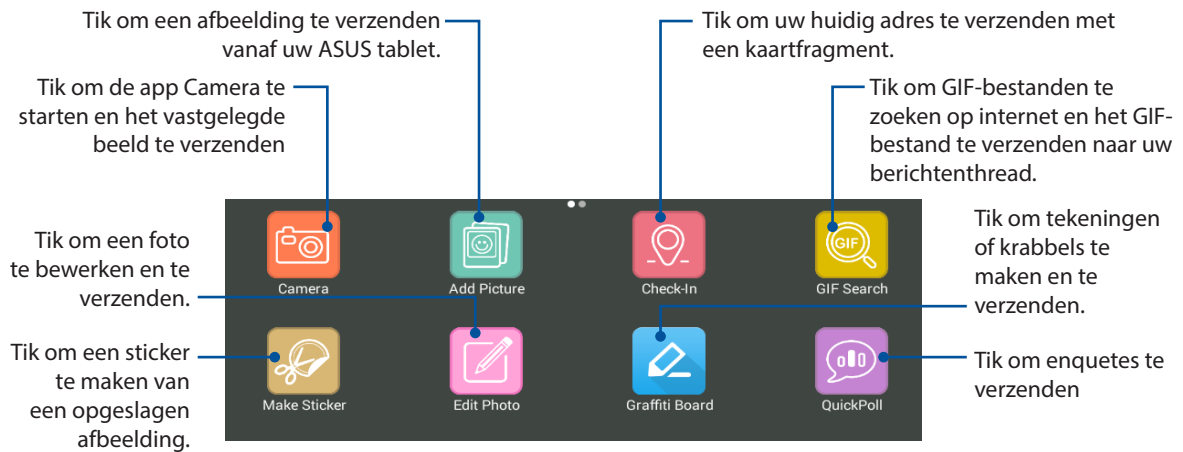 Tik om een afbeelding te verzenden
vanaf uw ASUS tablet.
Tik om uw huidig adres te verzenden met
een kaartfragment.
Tik om de app Camera te
starten en het vastgelegde
beeld te verzenden
Tik om GIF-bestanden te
zoeken op internet en het GIF-
bestand te verzenden naar uw
berichtenthread.
Tik om een foto
te bewerken en te
verzenden.
Tik om tekeningen
of krabbels te
maken en te
verzenden.
GIF
Camera
Add Picture
Check-In
GIF Search
Tik om een sticker
te maken van
een opgeslagen
afbeelding.
Tik om enquetes te
verzenden
Make Sticker
Edit Photo
Graffiti Board
QuickPoll